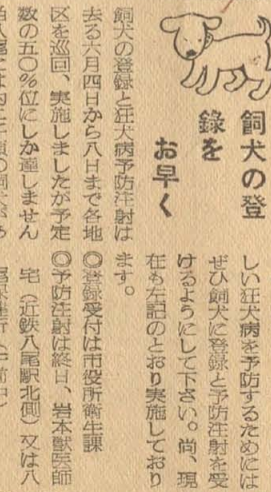 飼犬の登
録を
お早く
飼犬の登録と狂犬病予防注射は
去る六月四日から八日まで各地
区を巡回、実施しましたが予定
数の五〇%位にしか達しません
しい狂犬病を予防するためには
ぜひ飼犬に登録と予防注射を受
けるようにして下さい。尚、現
在も左記のとおり実施しており
ます。
◎登録受付は市役所衛生課
◎予防注射は終日、岩本獣医師
宅(近鉄八尾駅北側)又は八